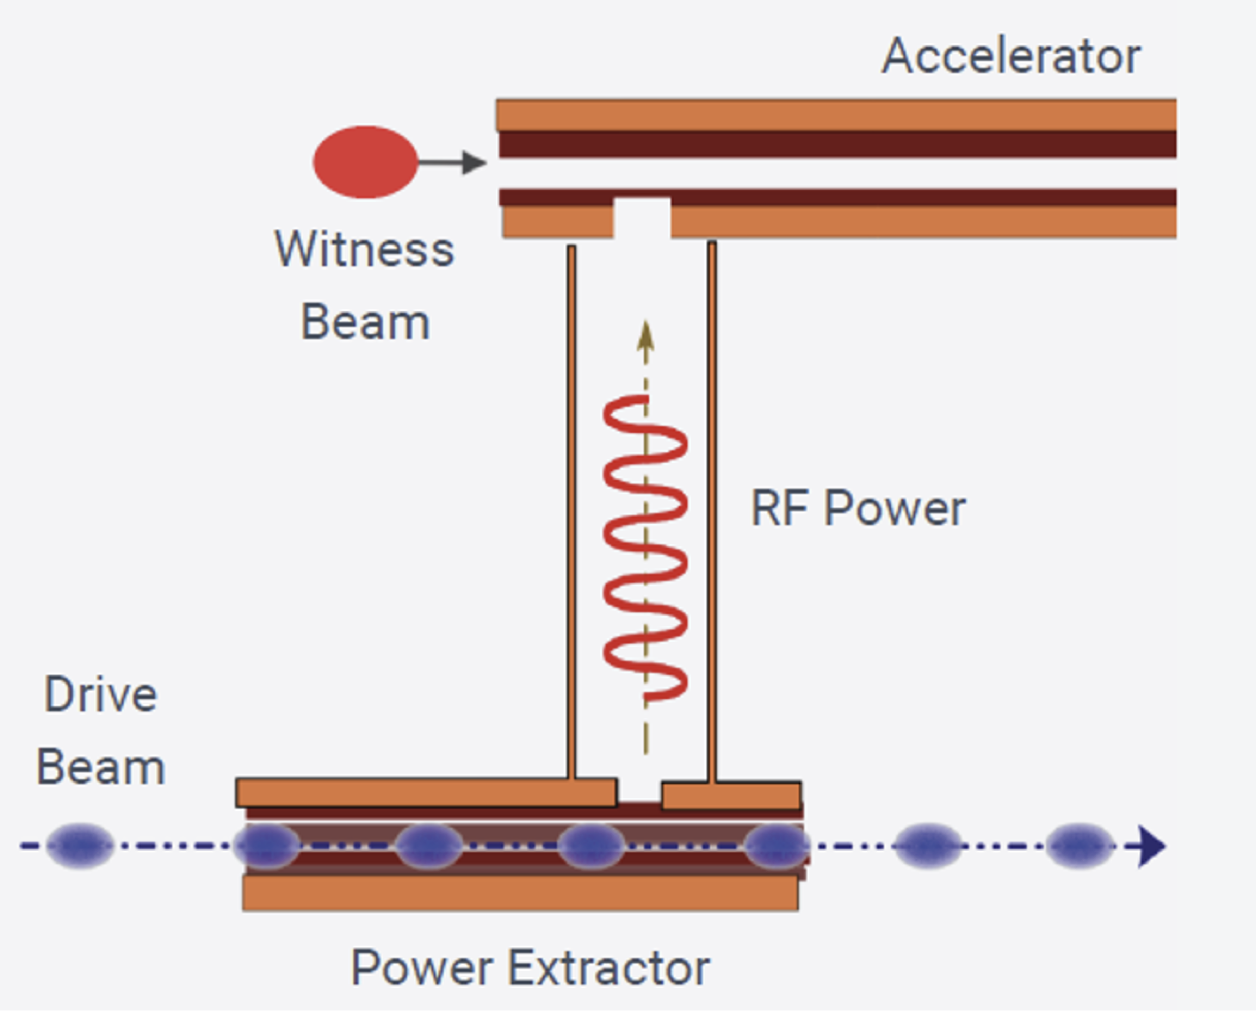 Accelerator
Witness
Beam
RF Power
Drive
Beam
Power Extractor